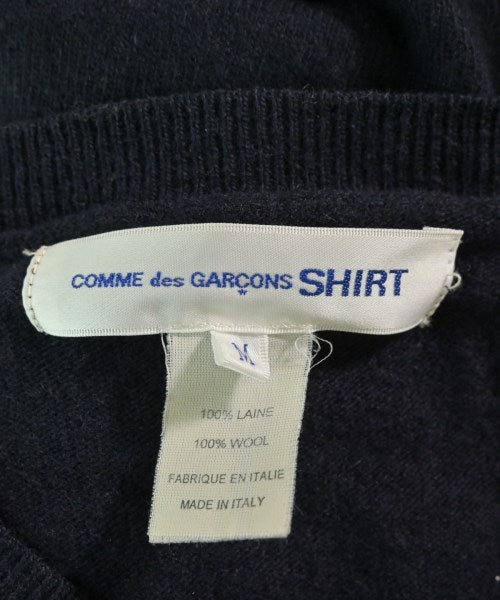 COMME des GARÇONS SHIRT
M
100% LAINE
100% WOOL
FABRIQUE EN ITALIE
MADE IN ITALY